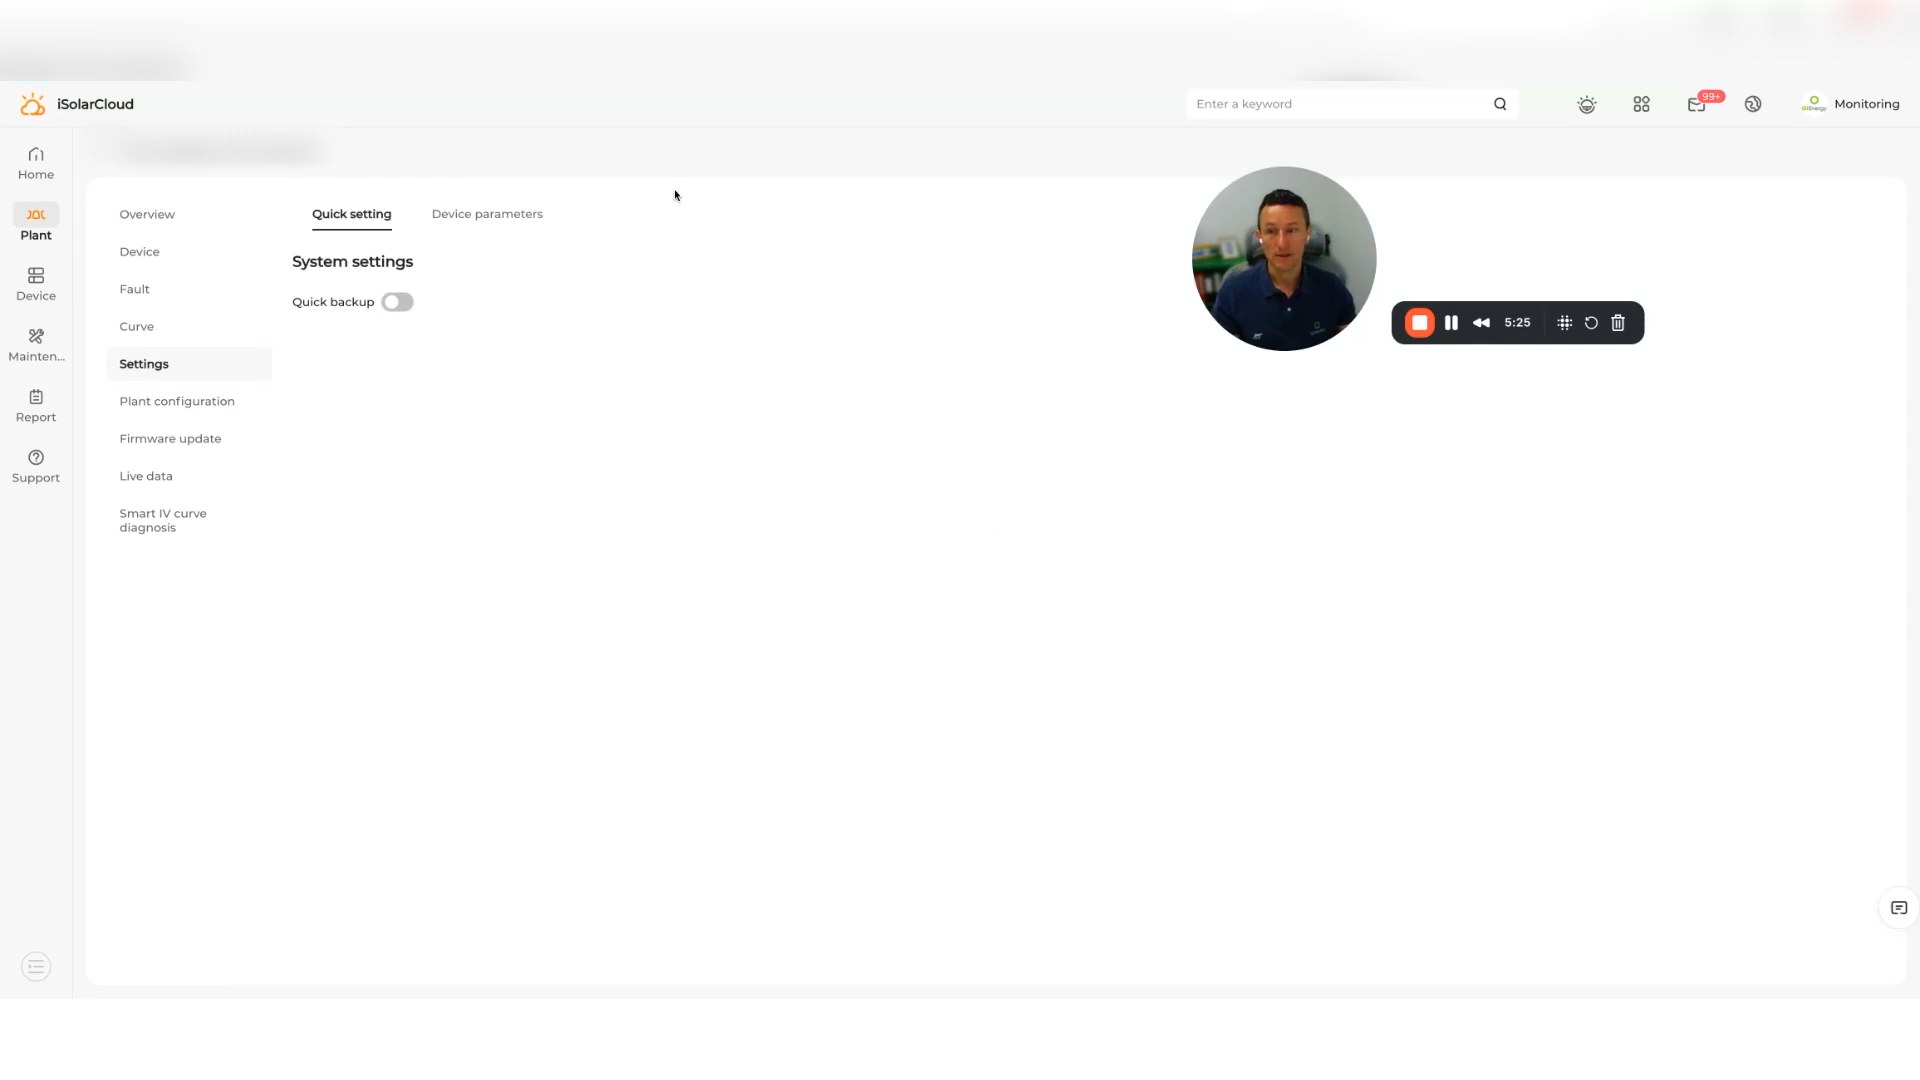 iSolarCloud
Enter a keyword
99+
Monitoring
Home
Plant
Device
Mainten...
Report
Support
Overview
Device
Fault
Curve
Settings
Plant configuration
Firmware update
Live data
Smart IV curve
diagnosis
Quick setting
Device parameters
System settings
Quick backup
5:25